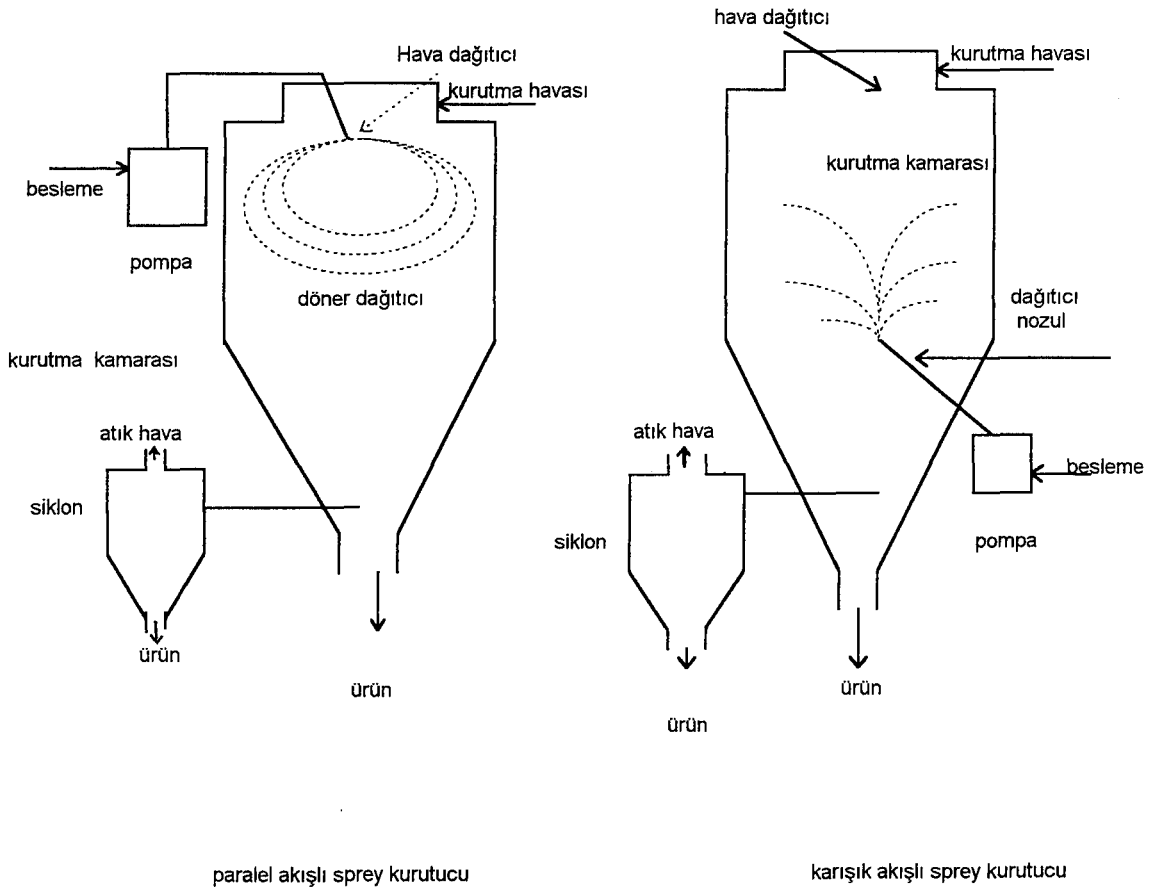 Hava dağıtıcı
kurutma havası
besleme
pompa
döner dağıtıcı
kurutma kamarası
atık hava
siklon
ürün
ürün
paralel akışlı sprey kurutucu
hava dağıtıcı
kurutma havası
kurutma kamarası
dağıtıcı
nozul
atık hava
besleme
siklon
pompa
ürün
ürün
karışık akışlı sprey kurutucu